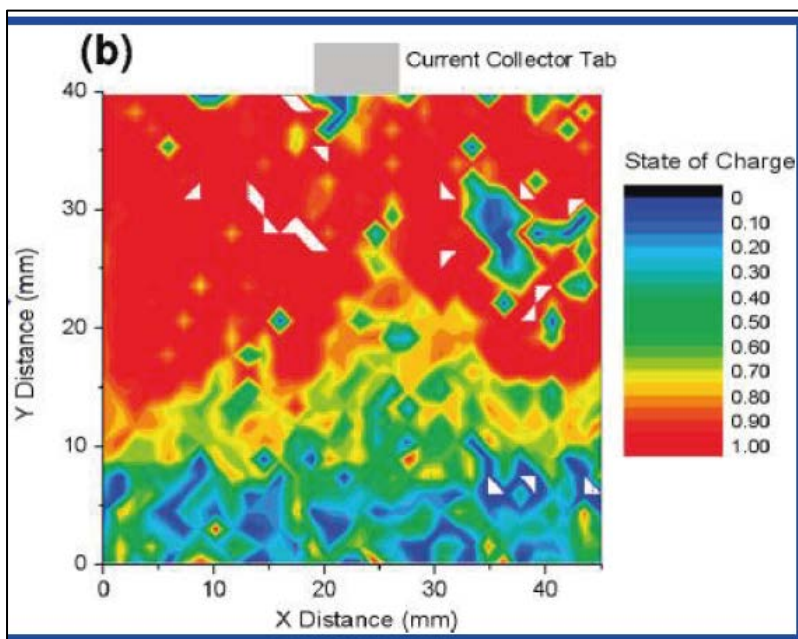 (b)
Current Collector Tab
40
30
20
10
0
Y Distance (mm)
0 10 20 30 40
X Distance (mm)
State of Charge
0
0.10
0.20
0.30
0.40
0.50
0.60
0.70
0.80
0.90
1.00